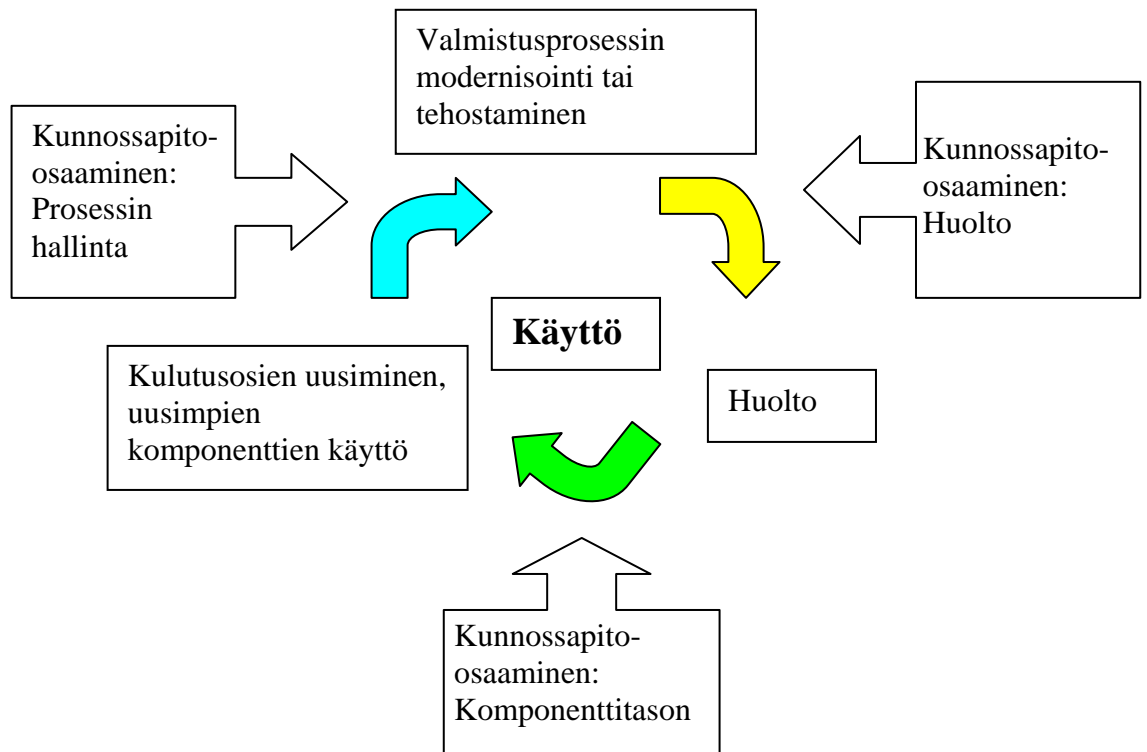 Valmistusprosessin
modernisointi tai
tehostaminen
Kunnossapito-
osaaminen:
Prosessin
hallinta
Kunnossapito-
osaaminen:
Huolto
Käyttö
Kulutusosien uusiminen,
uusimpien
komponenttien käyttö
Huolto
Kunnossapito-
osaaminen:
Komponenttitason